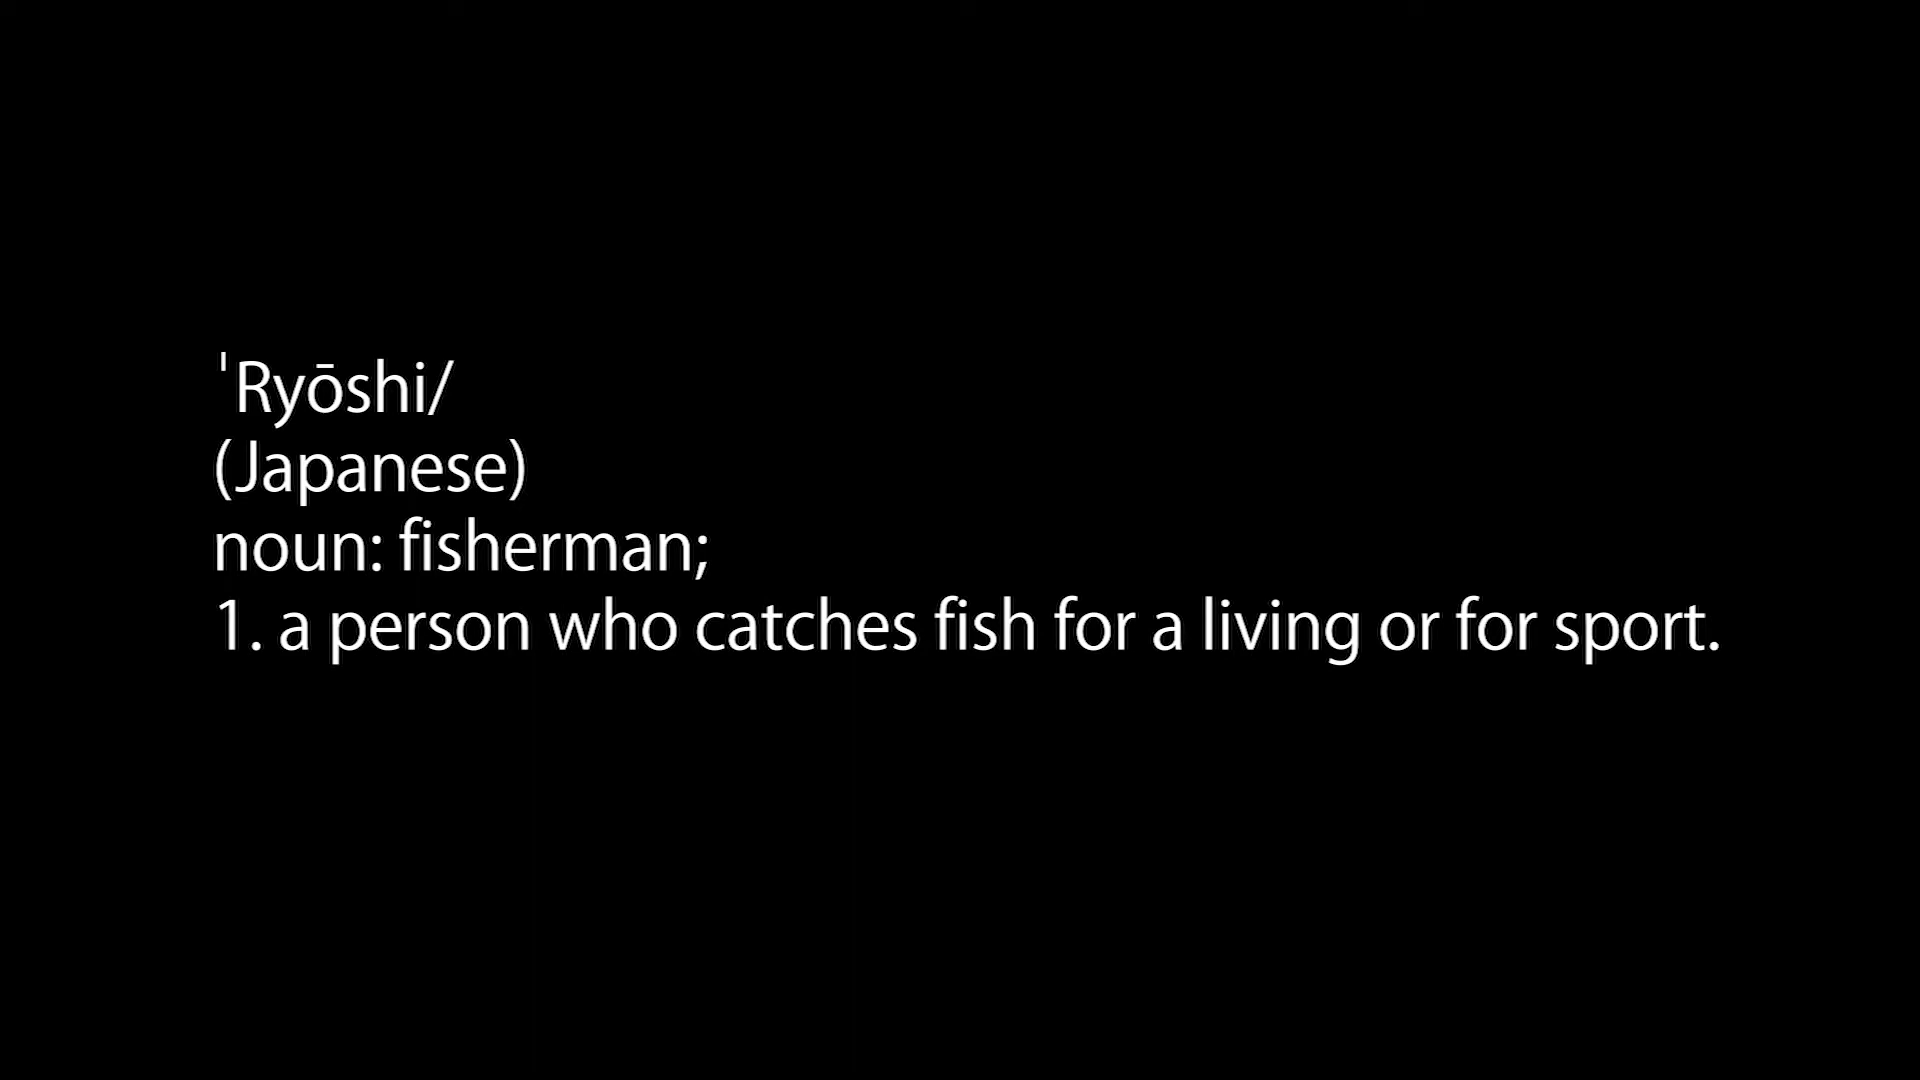 ˈRyōshi/
(Japanese)
noun: fisherman;
1. a person who catches fish for a living or for sport.